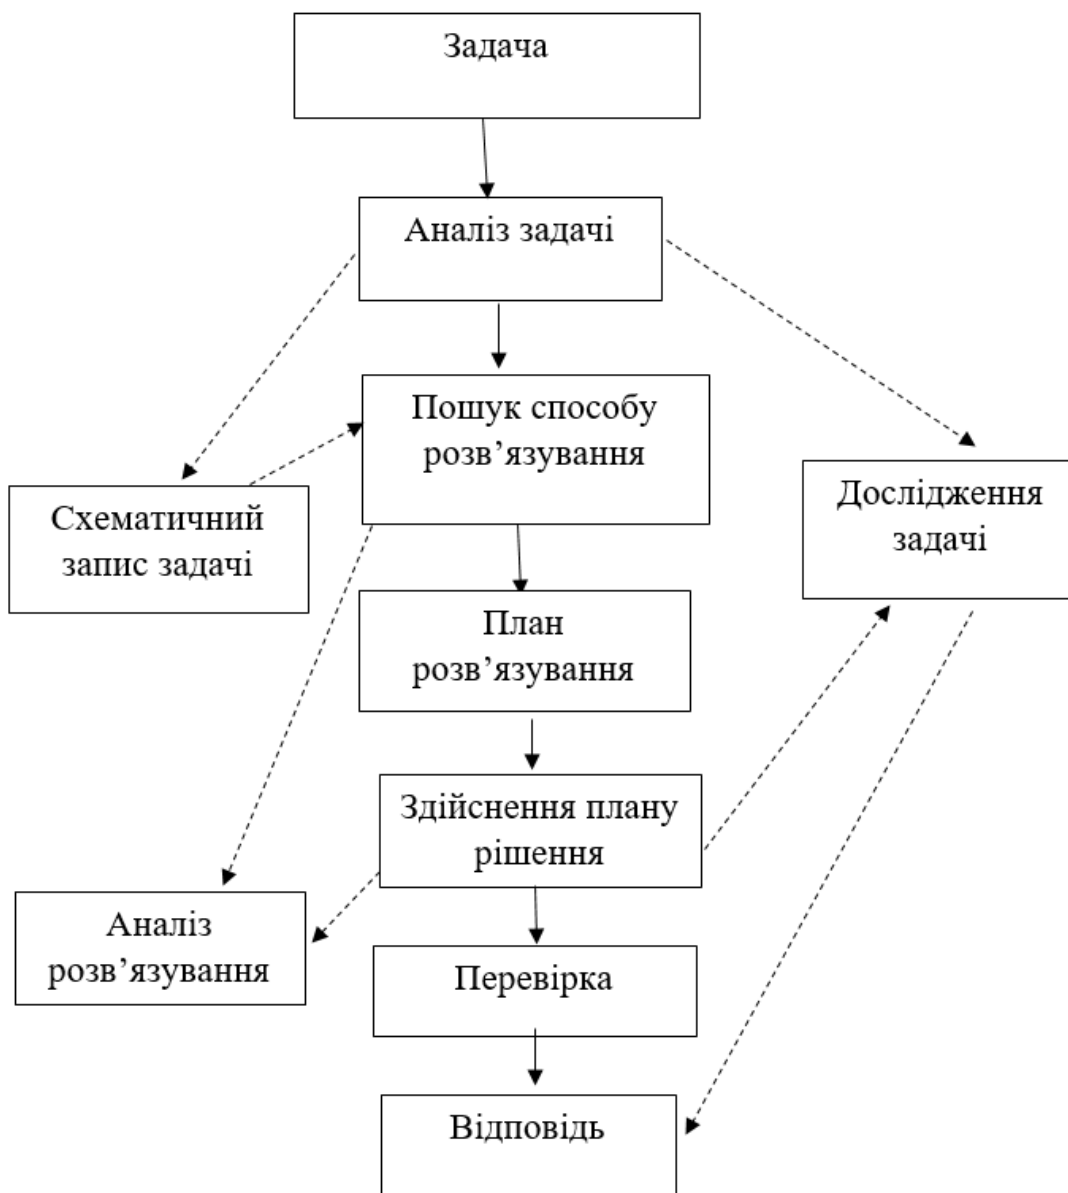 Задача
Аналіз задачі
Пошук способу
розв’язування
Схематичний
запис задачі
Дослідження
задачі
План
розв’язування
Здійснення плану
рішення
Аналіз
розв’язування
Перевірка
Відповідь